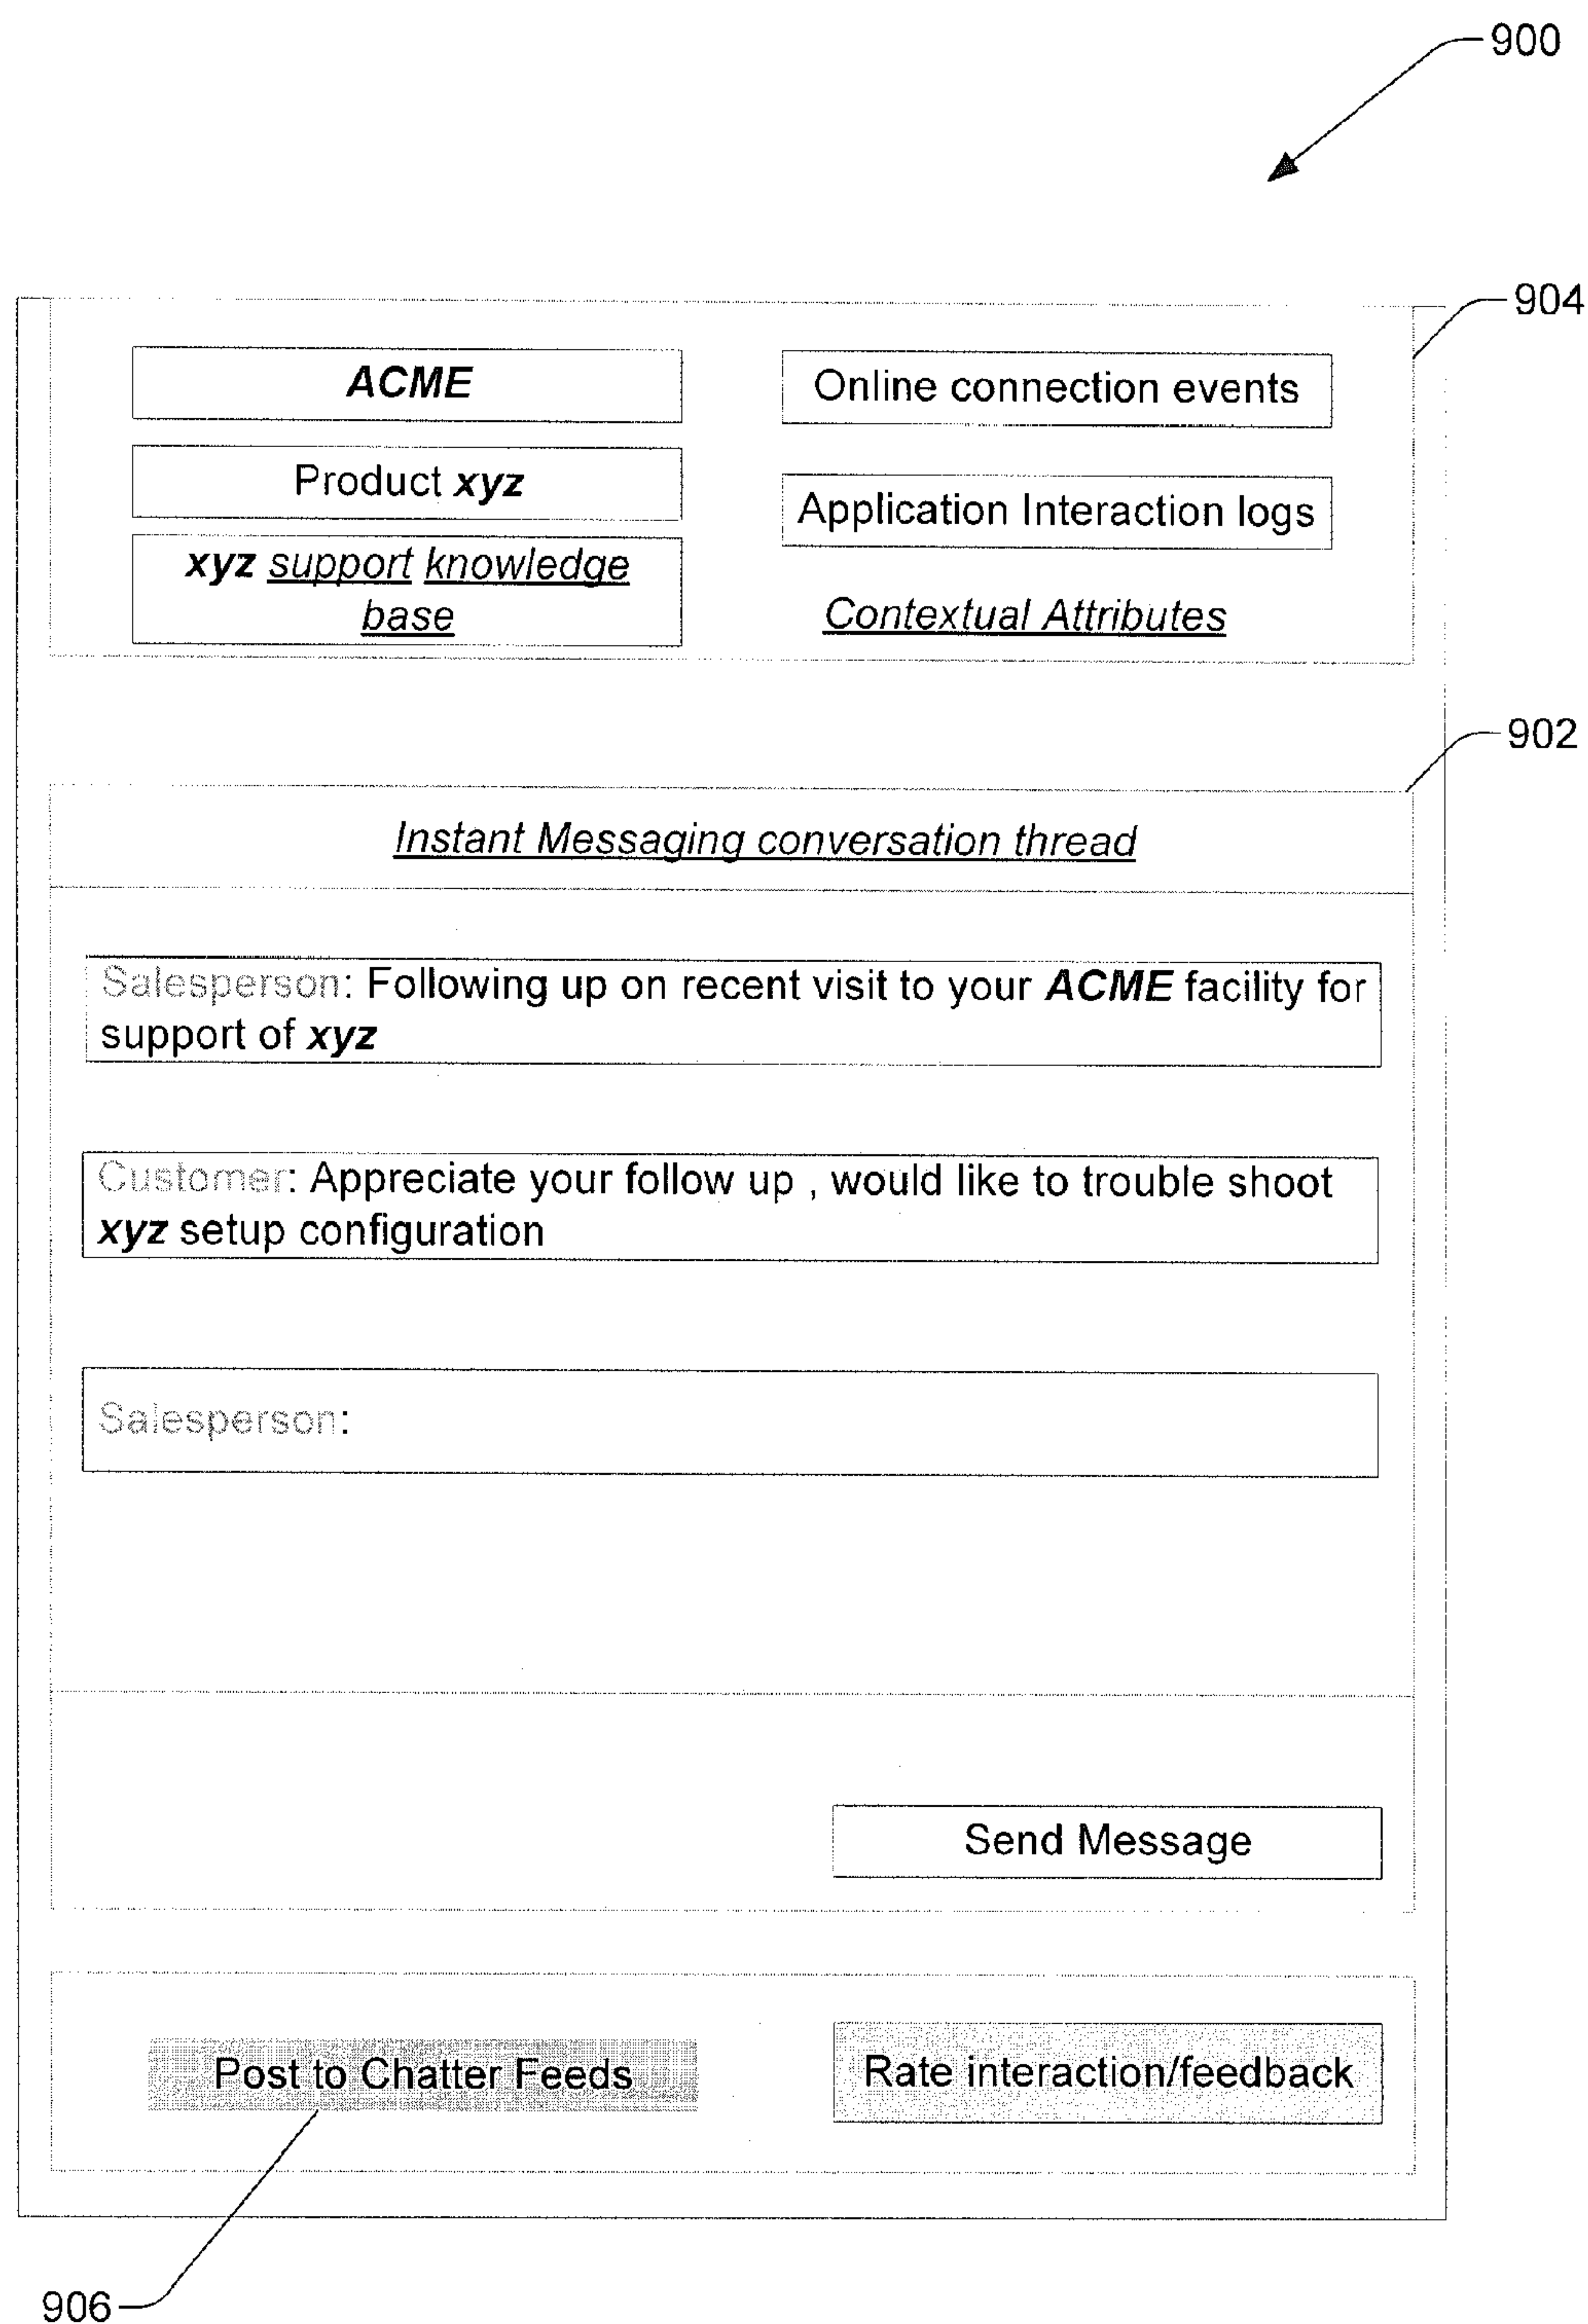 900
904
ACME
Online connection events
Product xyz
Application Interaction logs
xyz support knowledge
base
Contextual Attributes
902
Instant Messaging conversation thread
Salesperson: Following up on recent visit to your ACME facility for
support of xyz
Customer: Appreciate your follow up , would like to trouble shoot
xyz setup configuration
Salesperson:
Send Message
Post to Chatter Feeds
Rate interaction/feedback
906